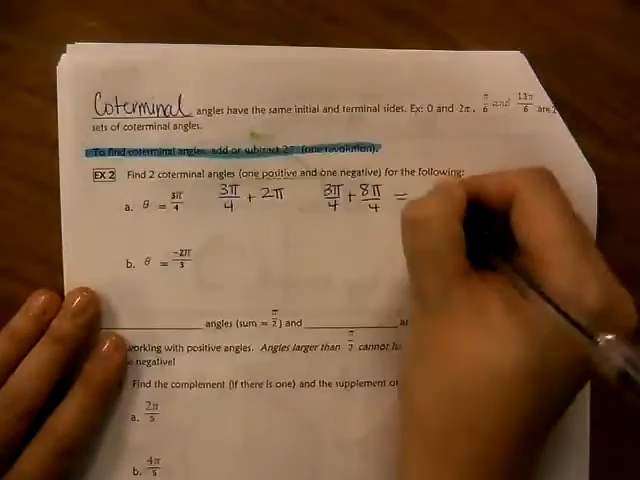 Coterminal angles have the same initial and terminal sides. Ex: 0 and 2π, π/6 and 13π/6 are 2
sets of coterminal angles.
To find coterminal angles, add or subtract 2π (one revolution).
EX 2 Find 2 coterminal angles (one positive and one negative) for the following:
a. θ = 3π/4 3π/4 + 2π 3π/4 + 8π/4 =
b. θ = -2π/3
angles (sum = π/2) and
working with positive angles. Angles larger than π/2 cannot
negative!
Find the complement (if there is one) and the supplement
a. 2π/5
b. 4π/5